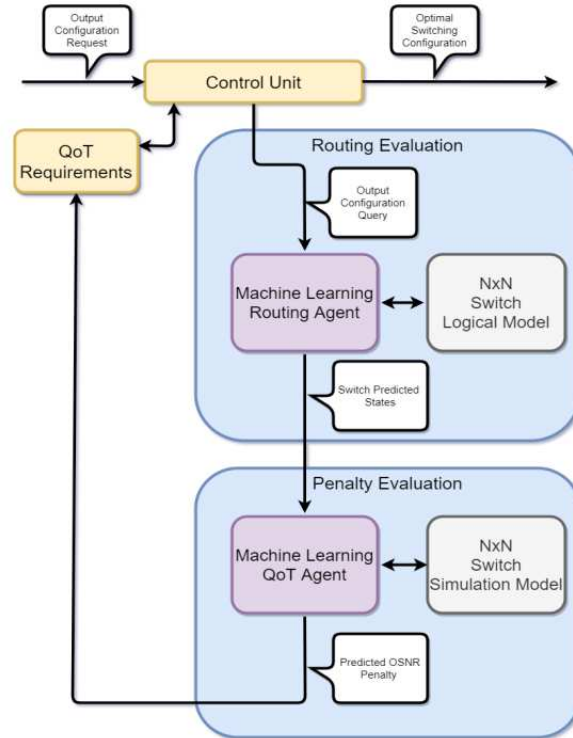 Output
Configuration
Request
Optimal
Switching
Configuration
Control Unit
QoT
Requirements
Routing Evaluation
Output
Configuration
Query
Machine Learning
Routing Agent
NxN
Switch
Logical Model
Switch Predicted
States
Penalty Evaluation
Machine Learning
QoT Agent
NxN
Switch
Simulation Model
Predicted OSNR
Penalty